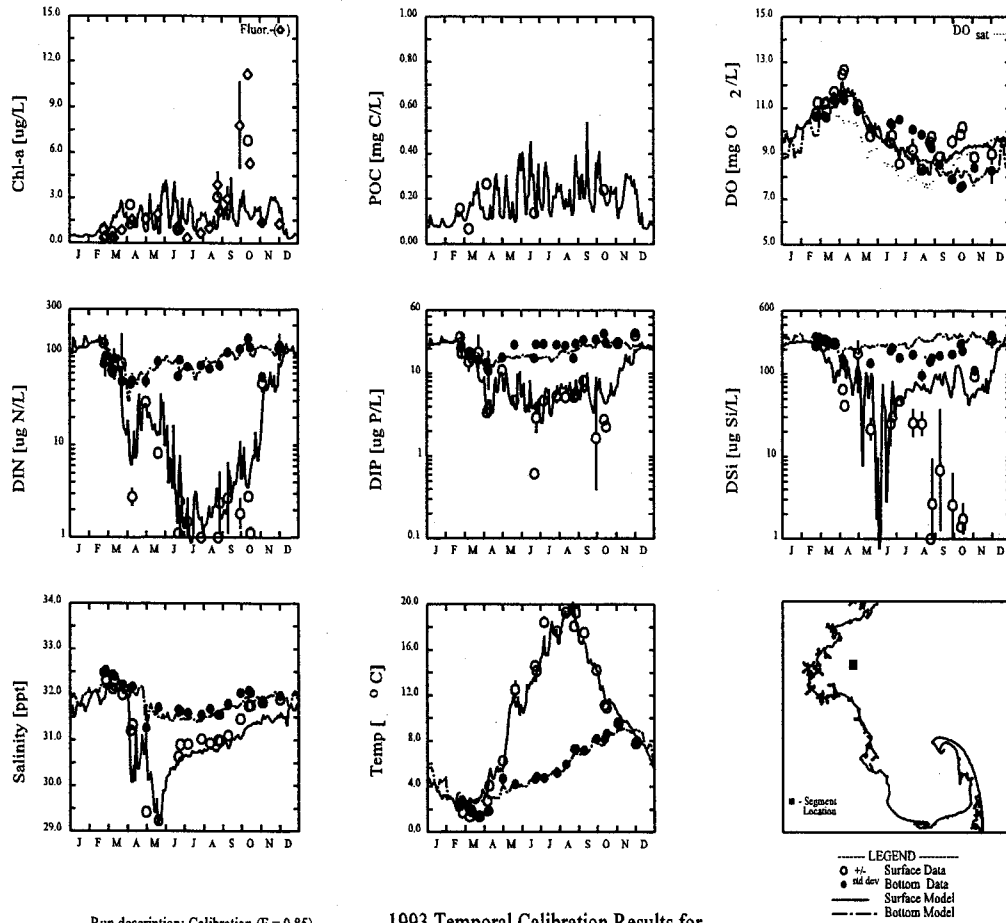 Chl-a [ug/L]
15.0
12.0
9.0
6.0
3.0
0.0
Fluor.-(◇)
J F M A M J J A S O N D
POC [mg C/L]
1.00
0.80
0.60
0.40
0.20
0.00
J F M A M J J A S O N D
DO [mg O 2/L]
15.0
13.0
11.0
9.0
7.0
5.0
DO sat ......
J F M A M J J A S O N D
DIN [ug N/L]
300
100
10
1
J F M A M J J A S O N D
DIP [ug P/L]
60
10
1
0.1
J F M A M J J A S O N D
DSi [ug Si/L]
600
100
10
1
J F M A M J J A S O N D
Salinity [ppt]
34.0
33.0
32.0
31.0
30.0
29.0
J F M A M J J A S O N D
Temp [ °C]
20.0
16.0
12.0
8.0
4.0
0.0
J F M A M J J A S O N D
■ - Segment
Location
-------- LEGEND --------
O +/- Surface Data
● std dev Bottom Data
Surface Model
Bottom Model
Run description: Calibration (F = 0.85)
1993 Temporal Calibration Results for